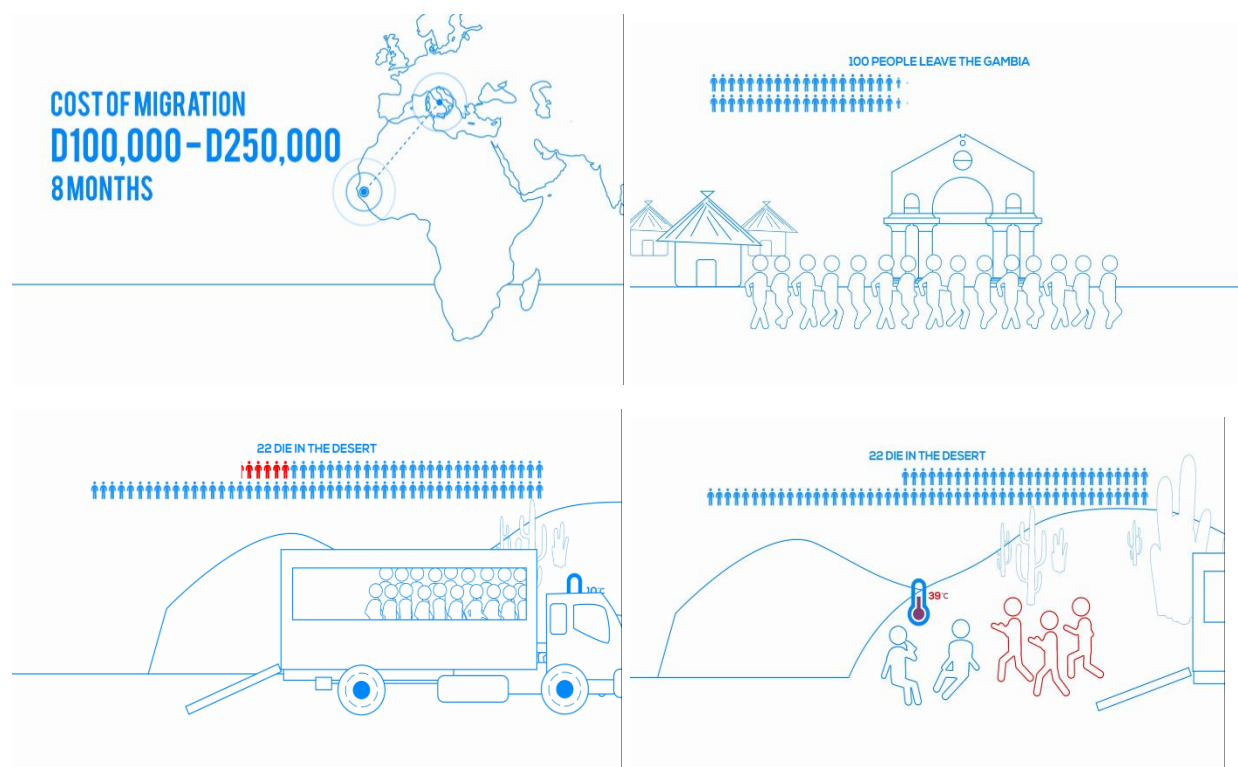 COST OF MIGRATION
D100,000 – D250,000
8 MONTHS
100 PEOPLE LEAVE THE GAMBIA
22 DIE IN THE DESERT
22 DIE IN THE DESERT
39°C